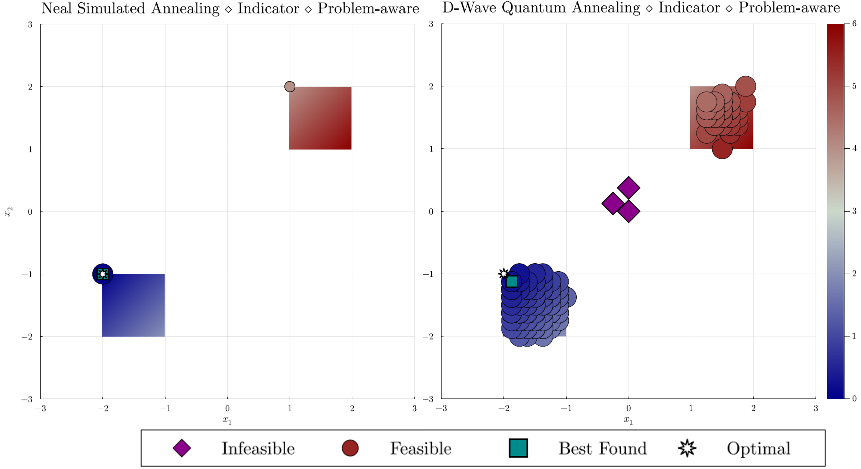 Neal Simulated Annealing ⋄ Indicator ⋄ Problem-aware
3
2
1
0
−1
−2
−3
x₂
−3 −2 −1 0 1 2 3
x₁
D-Wave Quantum Annealing ⋄ Indicator ⋄ Problem-aware
3
2
1
0
−1
−2
−3
−3 −2 −1 0 1 2 3
x₁
6
5
4
3
2
1
0
Infeasible Feasible Best Found Optimal